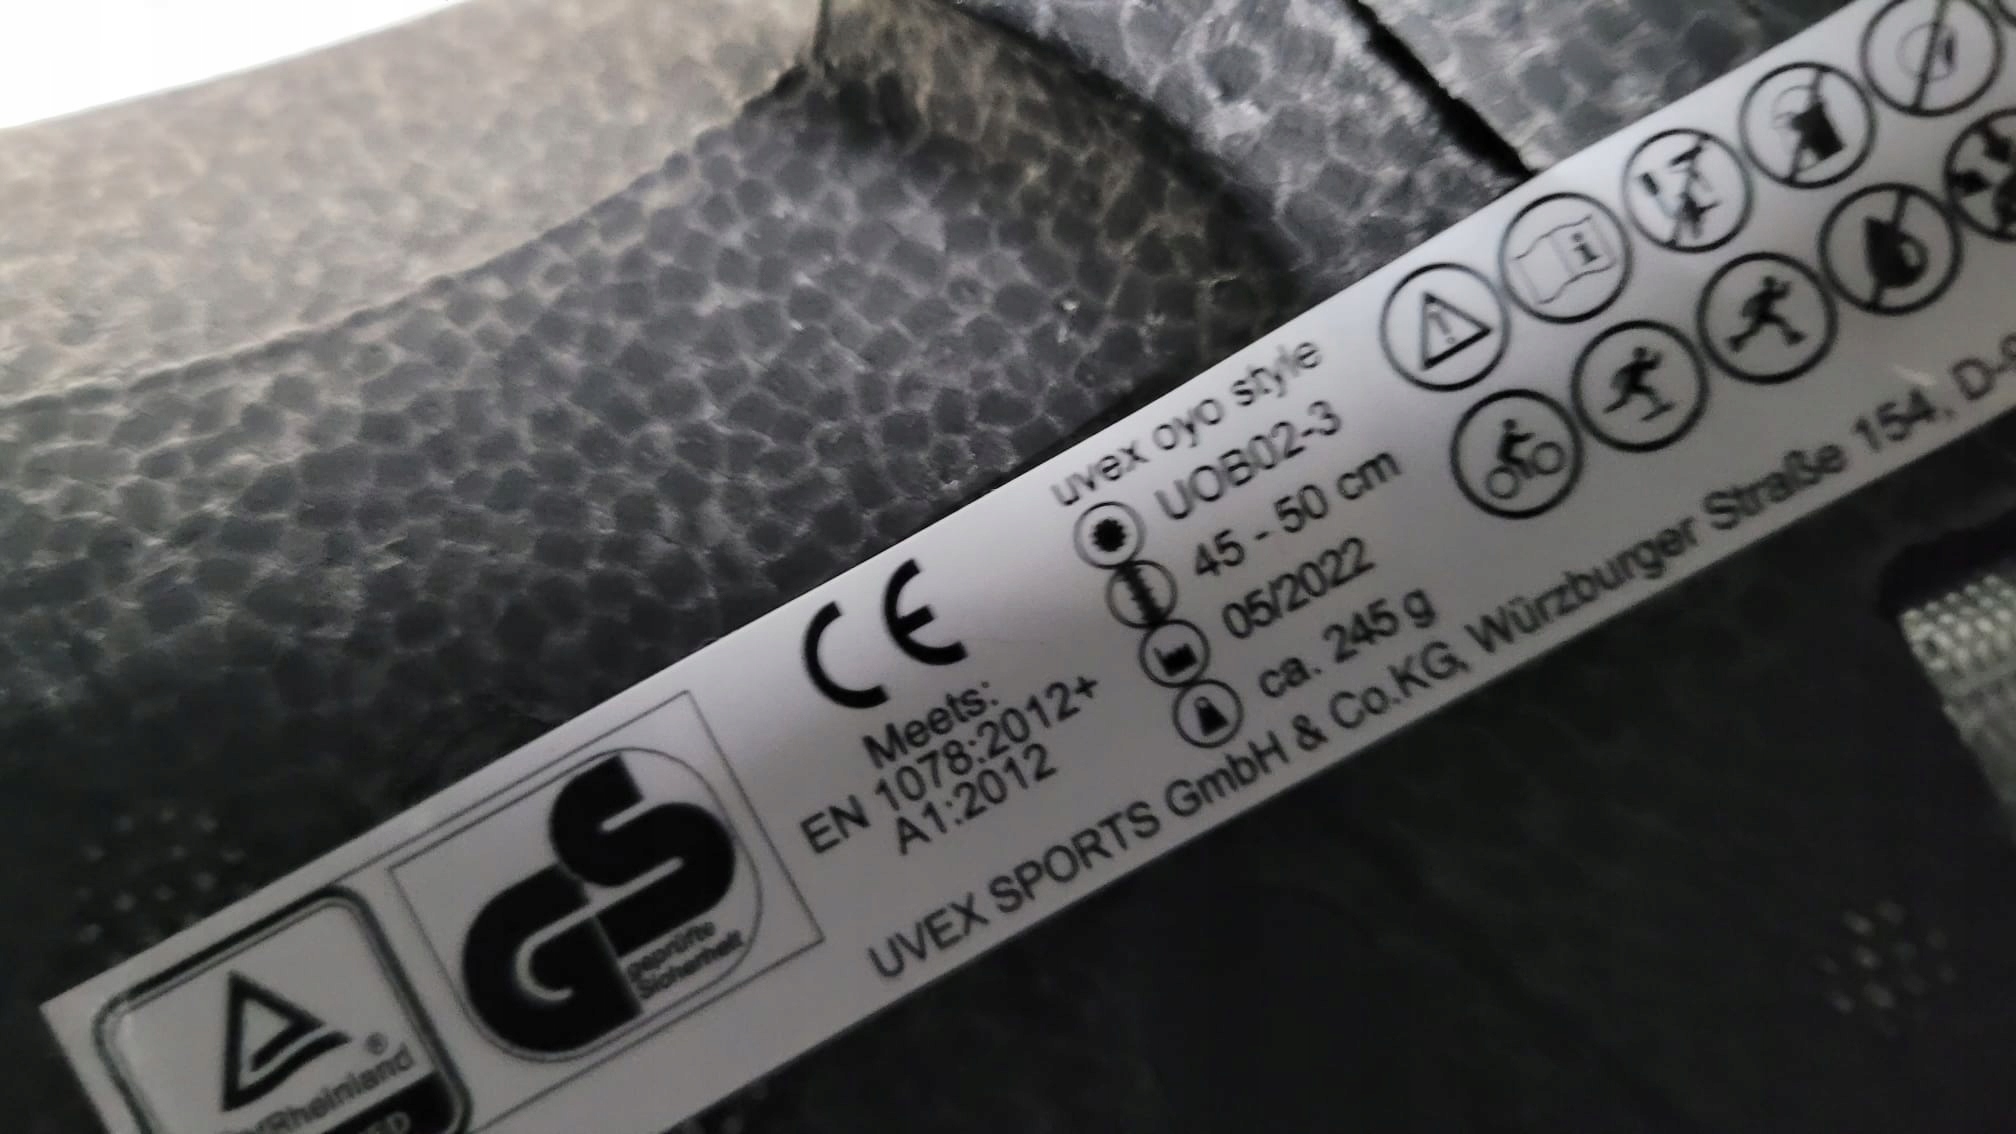 uvex oyo style
UOB02-3
45 - 50 cm
05/2022
ca. 245 g
CE
Meets:
EN 1078:2012+
A1:2012
UVEX SPORTS GmbH & Co.KG, Würzburger Straße 154, D-
GS
geprüfte
Sicherheit
®
Rheinland